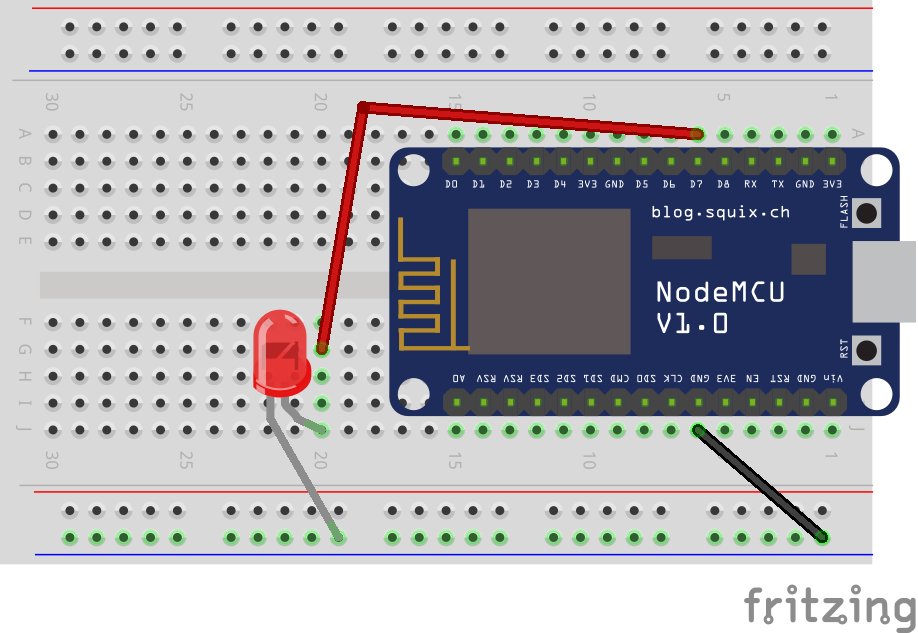 30 25 20 15 10 5 1
A A
B
C
D
E
D0 D1 D2 D3 D4 3V3 GND D5 D6 D7 D8 RX TX GND 3V3
blog.squix.ch
FLASH
NodeMCU
V1.0
RST
F
G
H
I
J J
A0 RSV RSV SD3 SD2 SD1 CMD SD0 CLK GND 3V3 EN RST GND Vin
30 25 20 15 10 1
fritzing